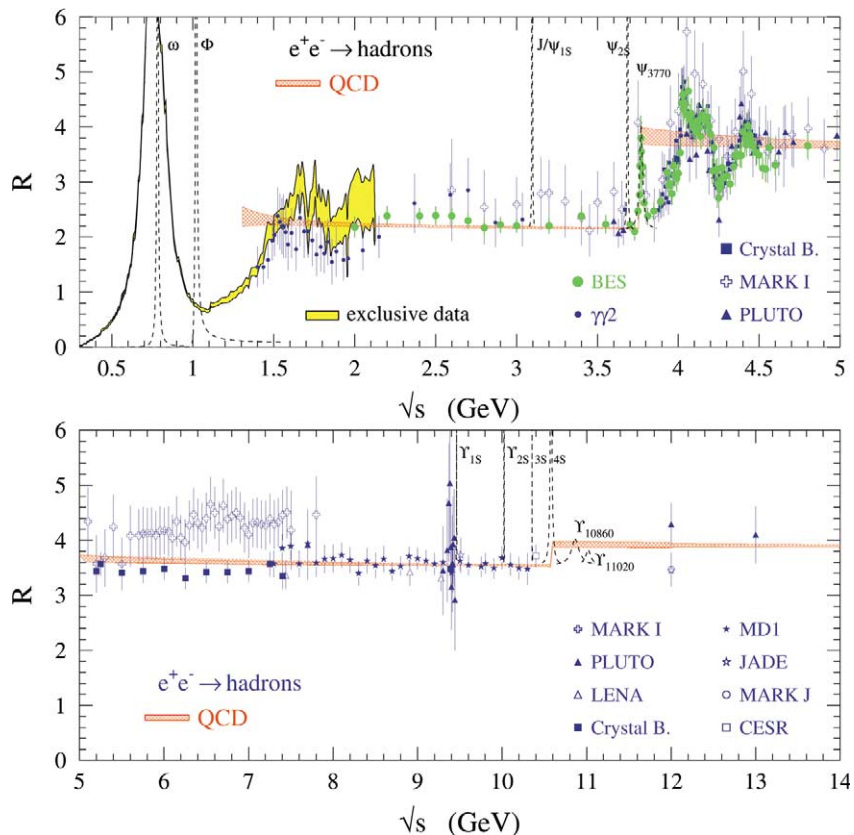 6
5
4
3
2
1
0
R
ω
Φ
e⁺e⁻→hadrons
QCD
J/ψ1S
ψ2S
ψ3770
exclusive data
BES
γγ2
Crystal B.
MARK I
PLUTO
0.5 1 1.5 2 2.5 3 3.5 4 4.5 5
√s (GeV)
6
5
4
3
2
1
0
R
ϒ1S
ϒ2S
3S
4S
ϒ10860
ϒ11020
e⁺e⁻→hadrons
QCD
MARK I
PLUTO
LENA
Crystal B.
MD1
JADE
MARK J
CESR
5 6 7 8 9 10 11 12 13 14
√s (GeV)